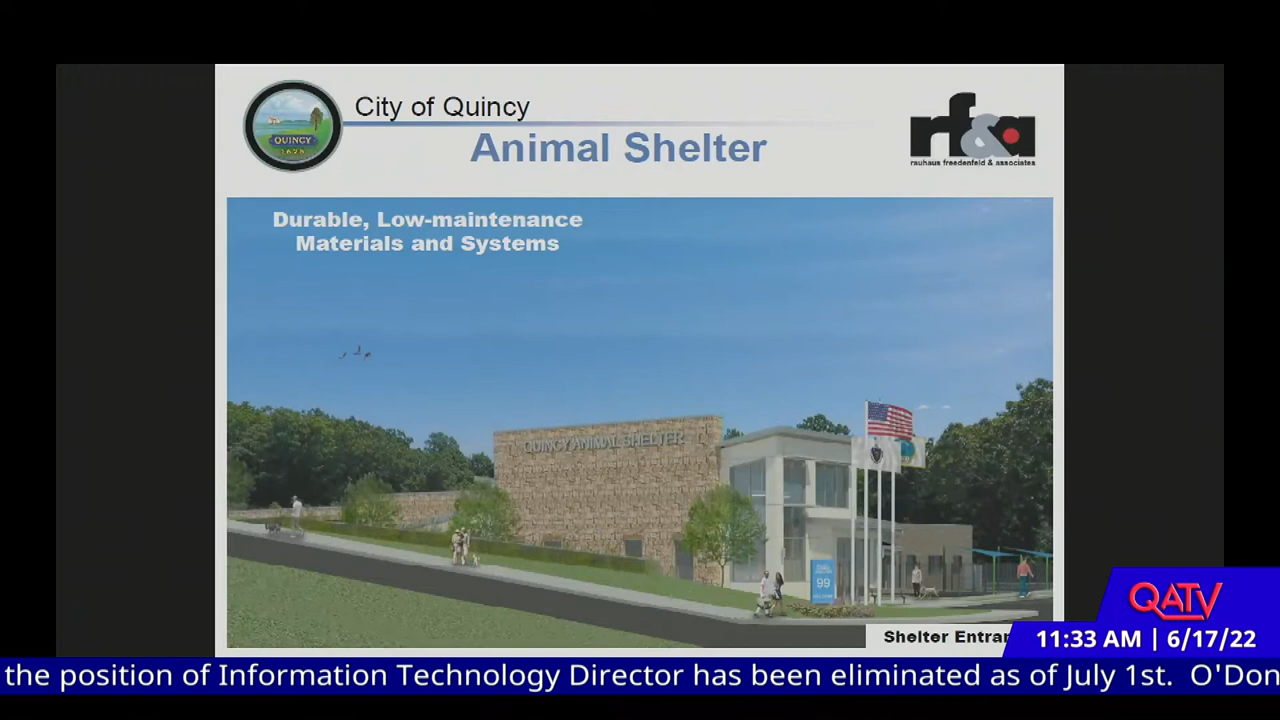 City of Quincy
Animal Shelter
QUINCY
1625
rf&a
rauhaus freedenfeld & associates
Durable, Low-maintenance
Materials and Systems
QUINCY ANIMAL SHELTER
99
Shelter Entra
QATV
11:33 AM | 6/17/22
the position of Information Technology Director has been eliminated as of July 1st. O'Don